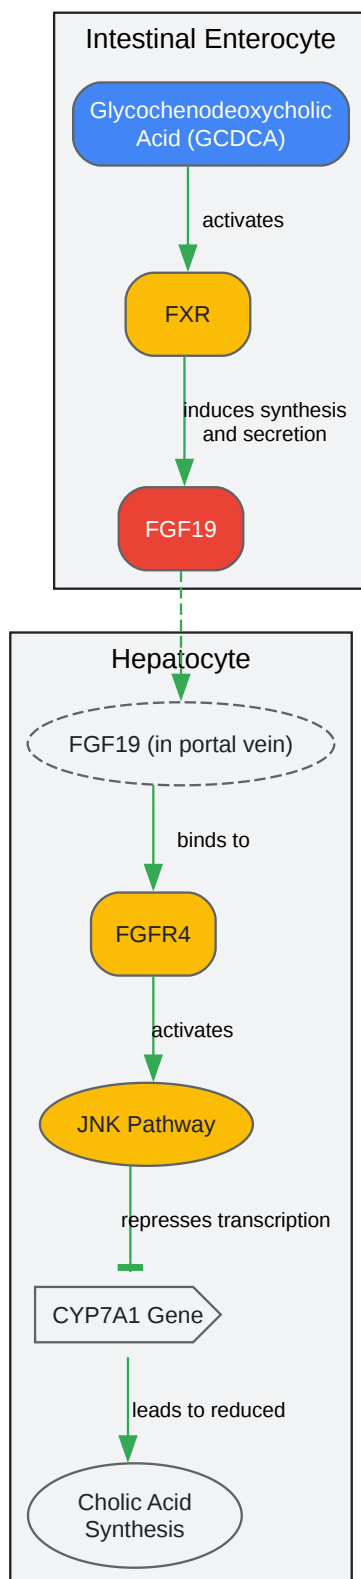 Intestinal Enterocyte
Glycochenodeoxycholic
Acid (GCDCA)
activates
FXR
induces synthesis
and secretion
FGF19
Hepatocyte
FGF19 (in portal vein)
binds to
FGFR4
activates
JNK Pathway
represses transcription
CYP7A1 Gene
leads to reduced
Cholic Acid
Synthesis